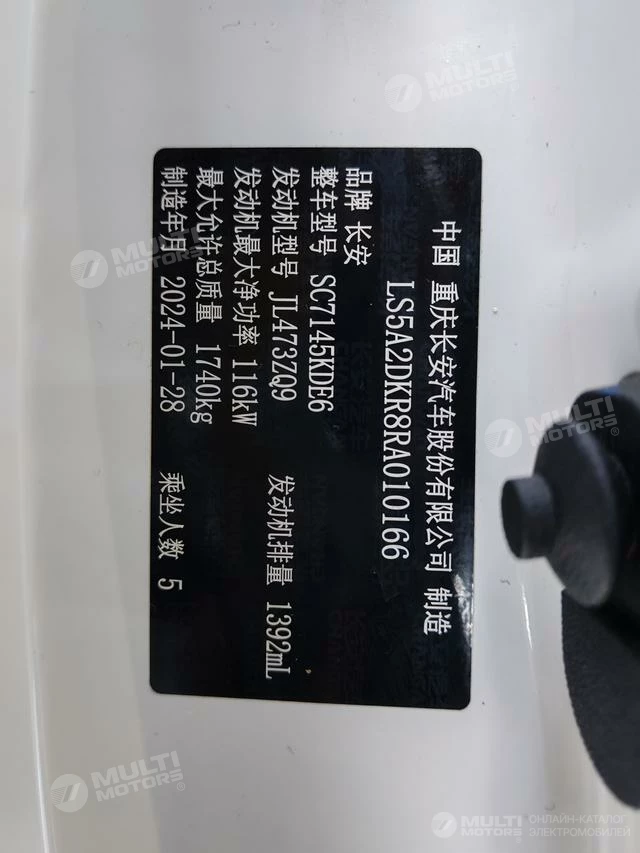 中国 重庆长安汽车股份有限公司 制造
LS5A2DKR8RA010166
品牌 长安
整车型号 SC7145KDE6
发动机型号 JL473ZQ9 发动机排量 1392mL
发动机最大净功率 116kW
最大允许总质量 1740kg
制造年月 2024-01-28 乘坐人数 5
MULTI MOTORS
MULTI MOTORS
MULTI MOTORS
MULTI MOTORS
MULTI MOTORS
ОНЛАЙН-КАТАЛОГ
ЭЛЕКТРОМОБИЛЕЙ